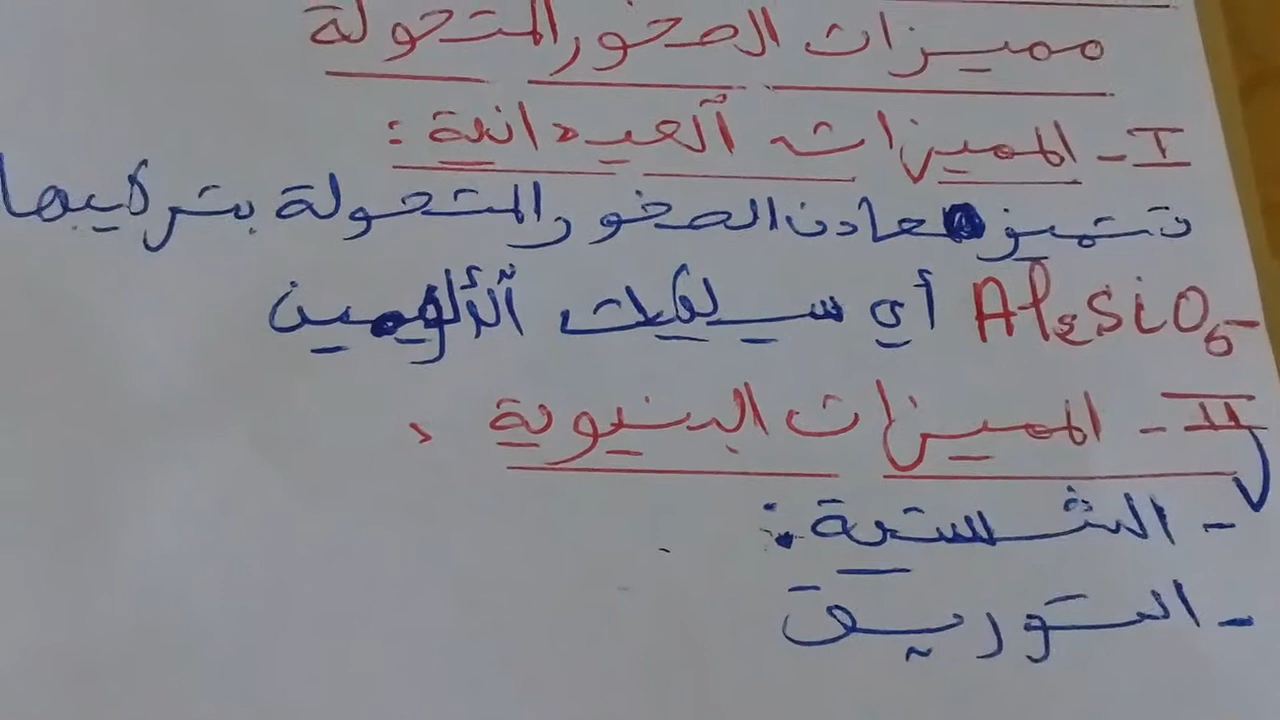 مميزات الصخور المتحولة
I - المميزات العيدانية :
تتميز معادن الصخور المتحولة بتركيبها
Al2SiO5 أي سيليكات الألومين
II - المميزات البنيوية :
- الشستية :
- التوريق